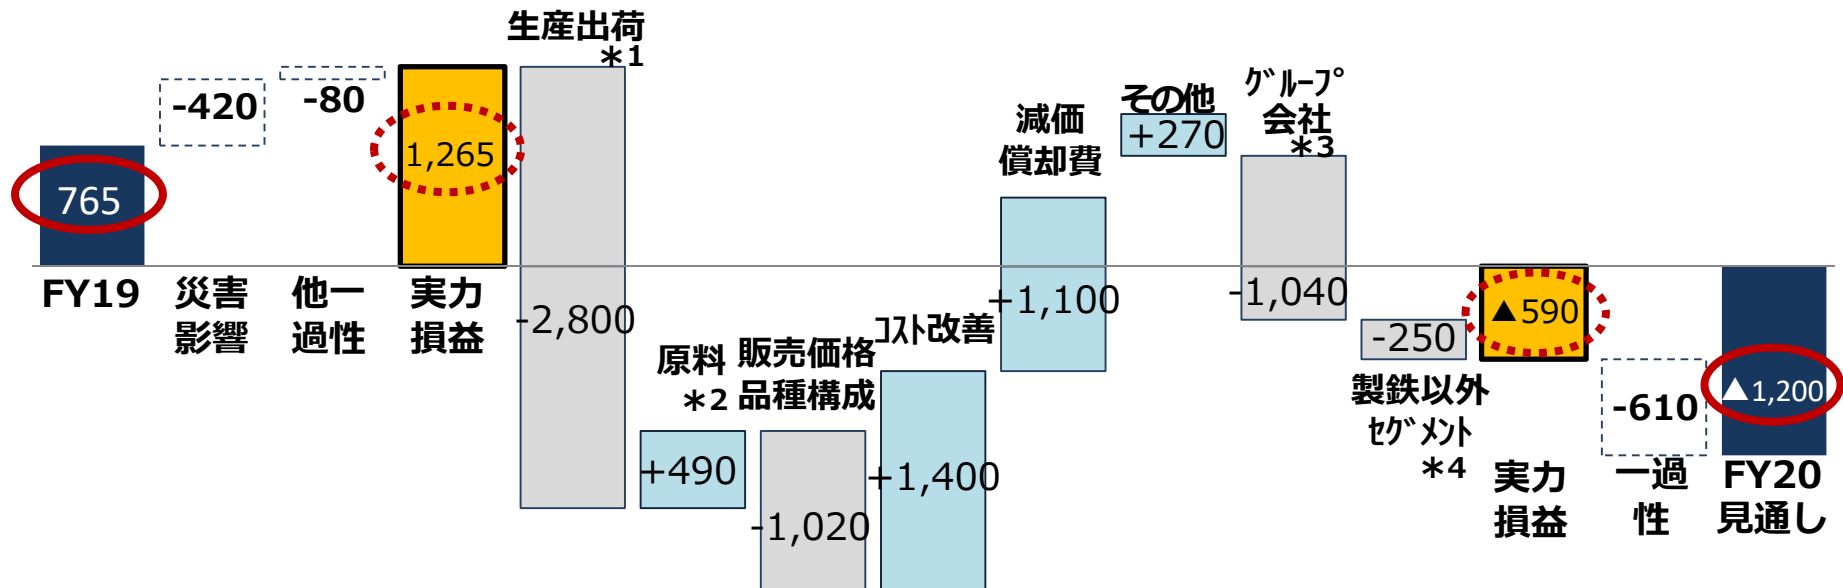 765
FY19
-420
災害
影響
-80
他一
過性
1,265
実力
損益
生産出荷
＊1
-2,800
原料
＊2
+490
販売価格
品種構成
-1,020
ｺｽﾄ改善
+1,400
減価
償却費
+1,100
その他
+270
ｸﾞﾙｰﾌﾟ
会社
＊3
-1,040
-250
製鉄以外
ｾｸﾞﾒﾝﾄ
＊4
▲590
実力
損益
-610
一過
性
▲1,200
FY20
見通し